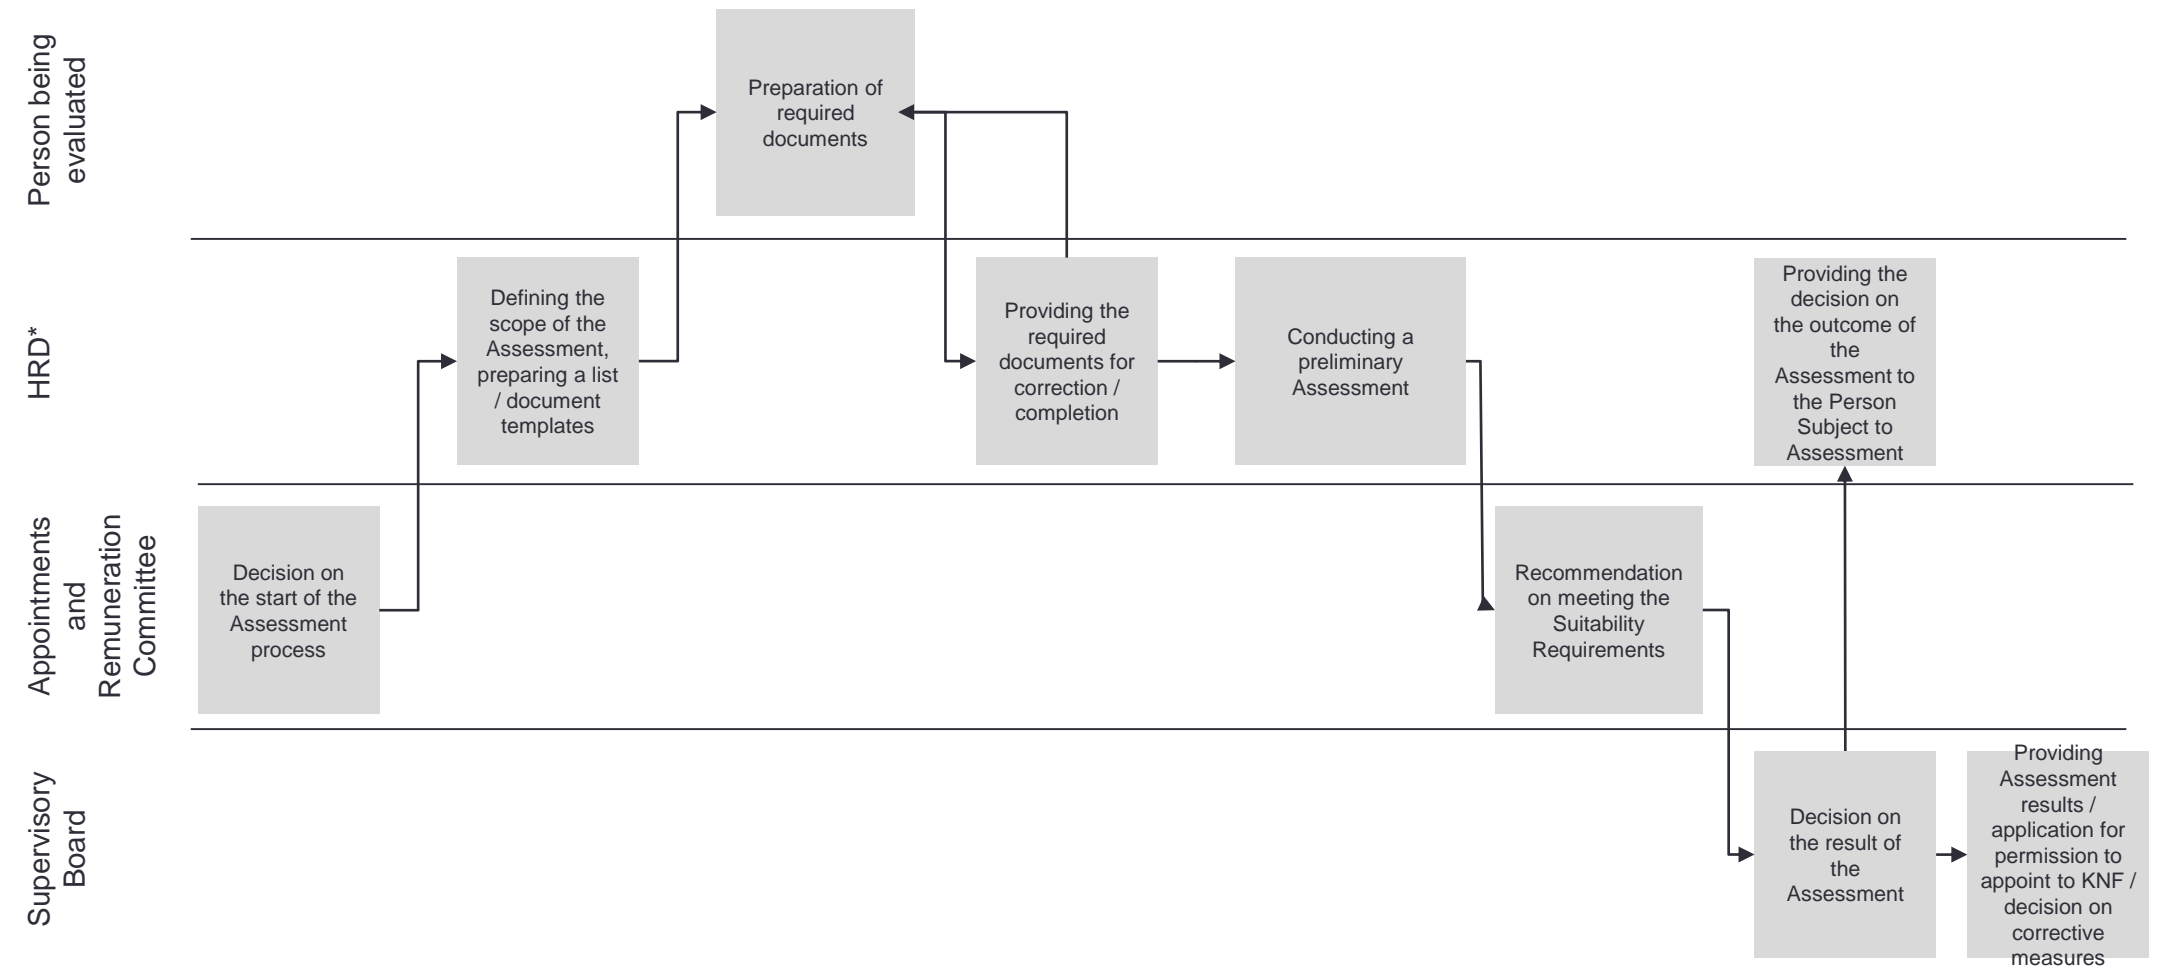 Person being
evaluated
Preparation of
required
documents
HRD*
Defining the
scope of the
Assessment,
preparing a list
/ document
templates
Providing the
required
documents for
correction /
completion
Conducting a
preliminary
Assessment
Providing the
decision on
the outcome of
the
Assessment to
the Person
Subject to
Assessment
Appointments
and
Remuneration
Committee
Decision on
the start of the
Assessment
process
Recommendation
on meeting the
Suitability
Requirements
Supervisory
Board
Decision on
the result of
the
Assessment
Providing
Assessment
results /
application for
permission to
appoint to KNF /
decision on
corrective
measures